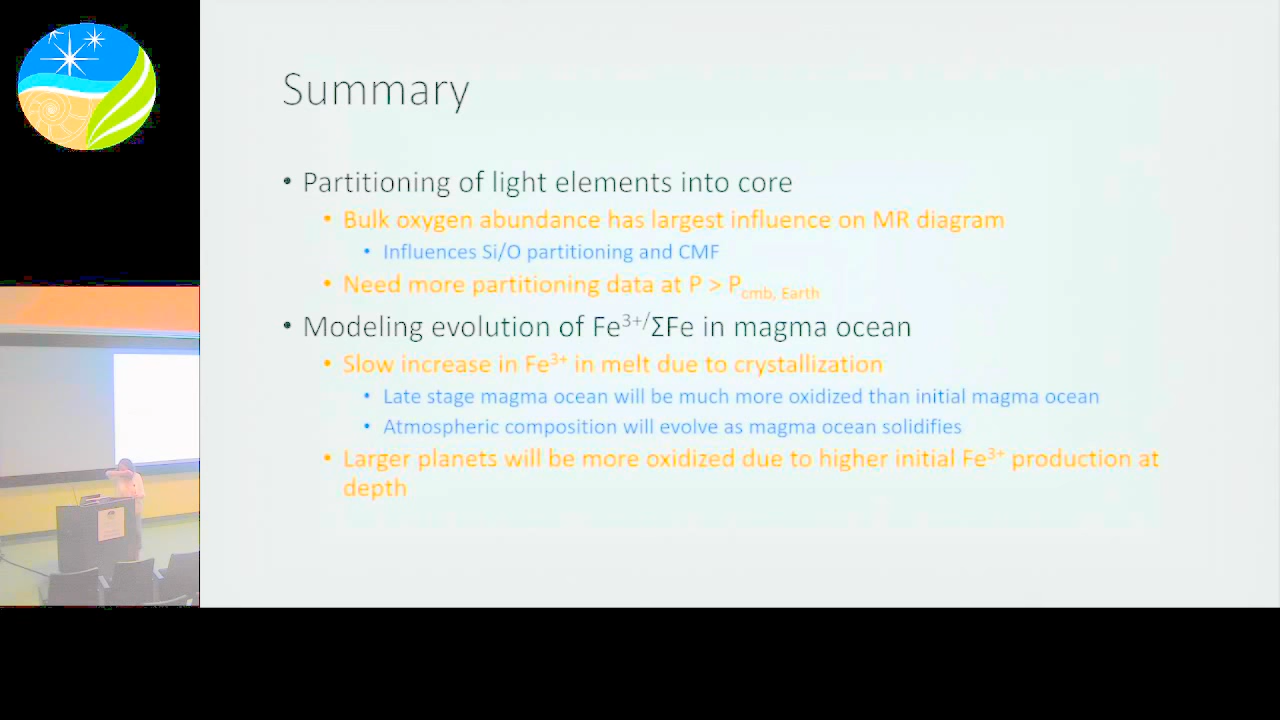 Summary
• Partitioning of light elements into core
• Bulk oxygen abundance has largest influence on MR diagram
• Influences Si/O partitioning and CMF
• Need more partitioning data at P > P_cmb, Earth
• Modeling evolution of Fe³⁺/ΣFe in magma ocean
• Slow increase in Fe³⁺ in melt due to crystallization
• Late stage magma ocean will be much more oxidized than initial magma ocean
• Atmospheric composition will evolve as magma ocean solidifies
• Larger planets will be more oxidized due to higher initial Fe³⁺ production at
depth